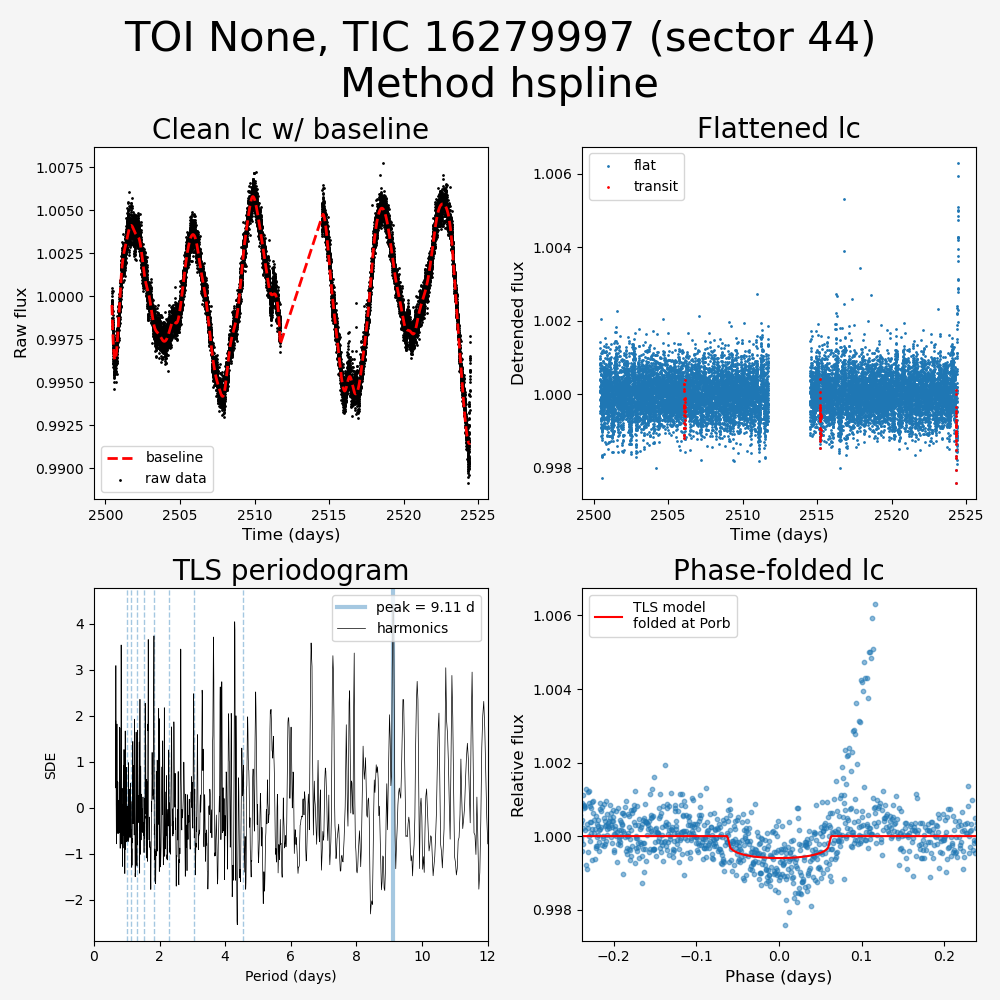 TOI None, TIC 16279997 (sector 44)
Method hspline
Clean lc w/ baseline
Flattened lc
1.0075
1.0050
1.0025
1.0000
0.9975
0.9950
0.9925
0.9900
Raw flux
baseline
raw data
2500
2505
2510
2515
2520
2525
Time (days)
flat
transit
1.006
1.004
1.002
1.000
0.998
Detrended flux
2500
2505
2510
2515
2520
2525
Time (days)
TLS periodogram
Phase-folded lc
peak = 9.11 d
harmonics
4
3
2
1
0
−1
−2
SDE
0
2
4
6
8
10
12
Period (days)
TLS model
folded at Porb
1.006
1.004
1.002
1.000
0.998
Relative flux
−0.2
−0.1
0.0
0.1
0.2
Phase (days)